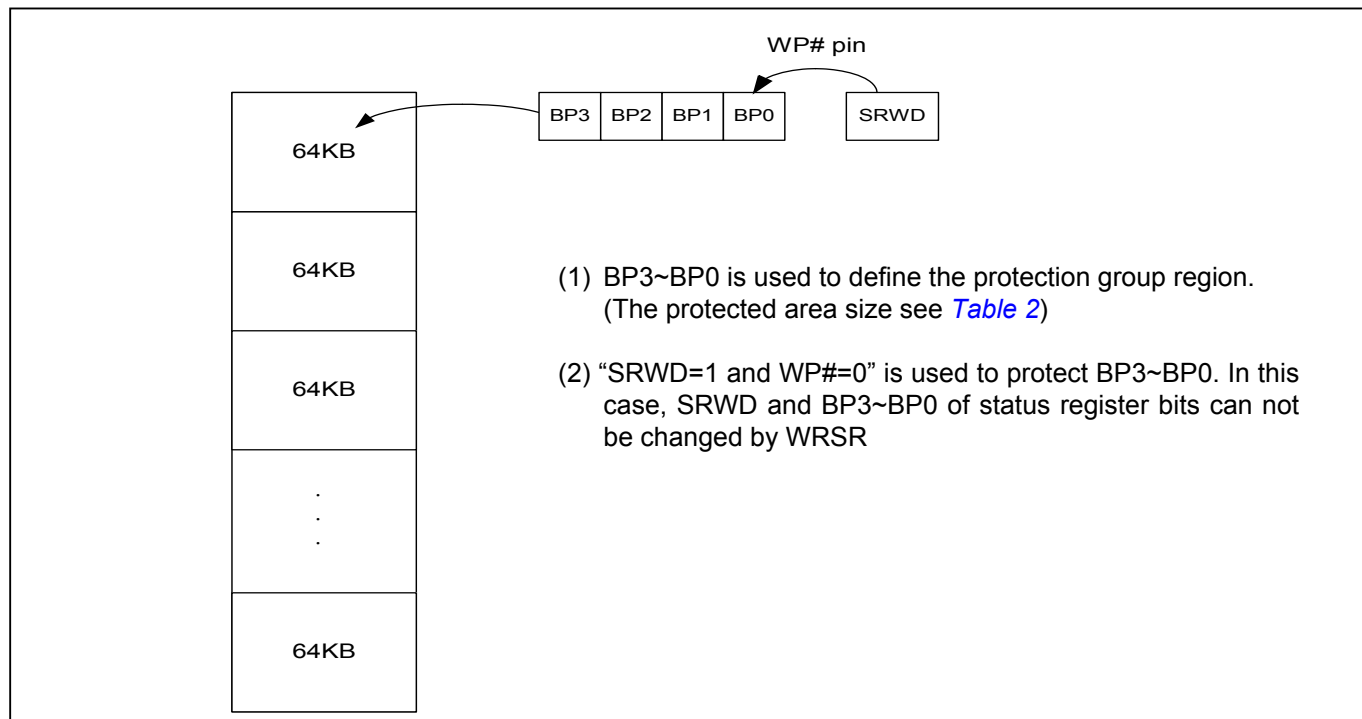 WP# pin
BP3 BP2 BP1 BP0 SRWD
64KB
64KB
64KB
.
.
.
64KB
(1) BP3~BP0 is used to define the protection group region.
(The protected area size see Table 2)
(2) “SRWD=1 and WP#=0” is used to protect BP3~BP0. In this
case, SRWD and BP3~BP0 of status register bits can not
be changed by WRSR